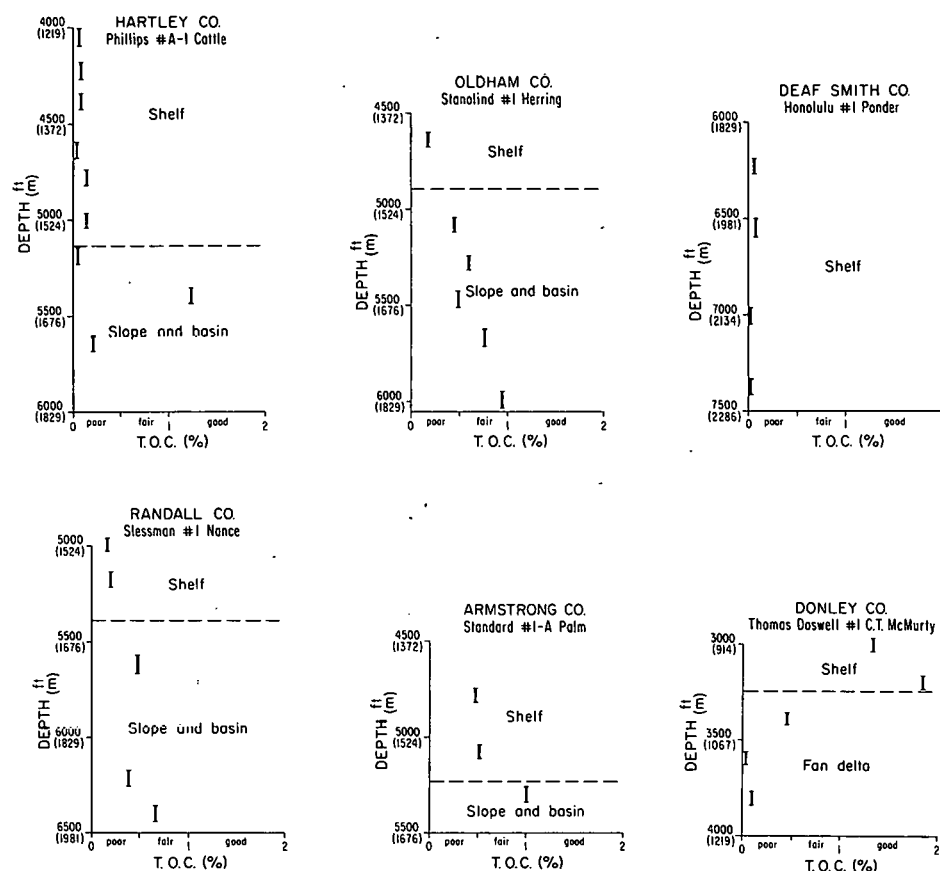 HARTLEY CO.
Phillips #A-1 Cattle
4000
(1219)
4500
(1372)
5000
(1524)
5500
(1676)
6000
(1829)
DEPTH ft (m)
Shelf
Slope and basin
0 1 2
poor fair good
T.O.C. (%)
OLDHAM CO.
Stanolind #1 Herring
4500
(1372)
5000
(1524)
5500
(1676)
6000
(1829)
DEPTH ft (m)
Shelf
Slope and basin
0 1 2
poor fair good
T.O.C. (%)
DEAF SMITH CO.
Honolulu #1 Ponder
6000
(1829)
6500
(1981)
7000
(2134)
7500
(2286)
DEPTH ft (m)
Shelf
0 1 2
poor fair good
T.O.C. (%)
RANDALL CO.
Slessman #1 Nance
5000
(1524)
5500
(1676)
6000
(1829)
6500
(1981)
DEPTH ft (m)
Shelf
Slope and basin
0 1 2
poor fair good
T.O.C. (%)
ARMSTRONG CO.
Standard #1-A Palm
4500
(1372)
5000
(1524)
5500
(1676)
DEPTH ft (m)
Shelf
Slope and basin
0 1 2
poor fair good
T.O.C. (%)
DONLEY CO.
Thomas Doswell #1 C.T. McMurty
3000
(914)
3500
(1067)
4000
(1219)
DEPTH ft (m)
Shelf
Fan delta
0 1 2
poor fair good
T.O.C. (%)